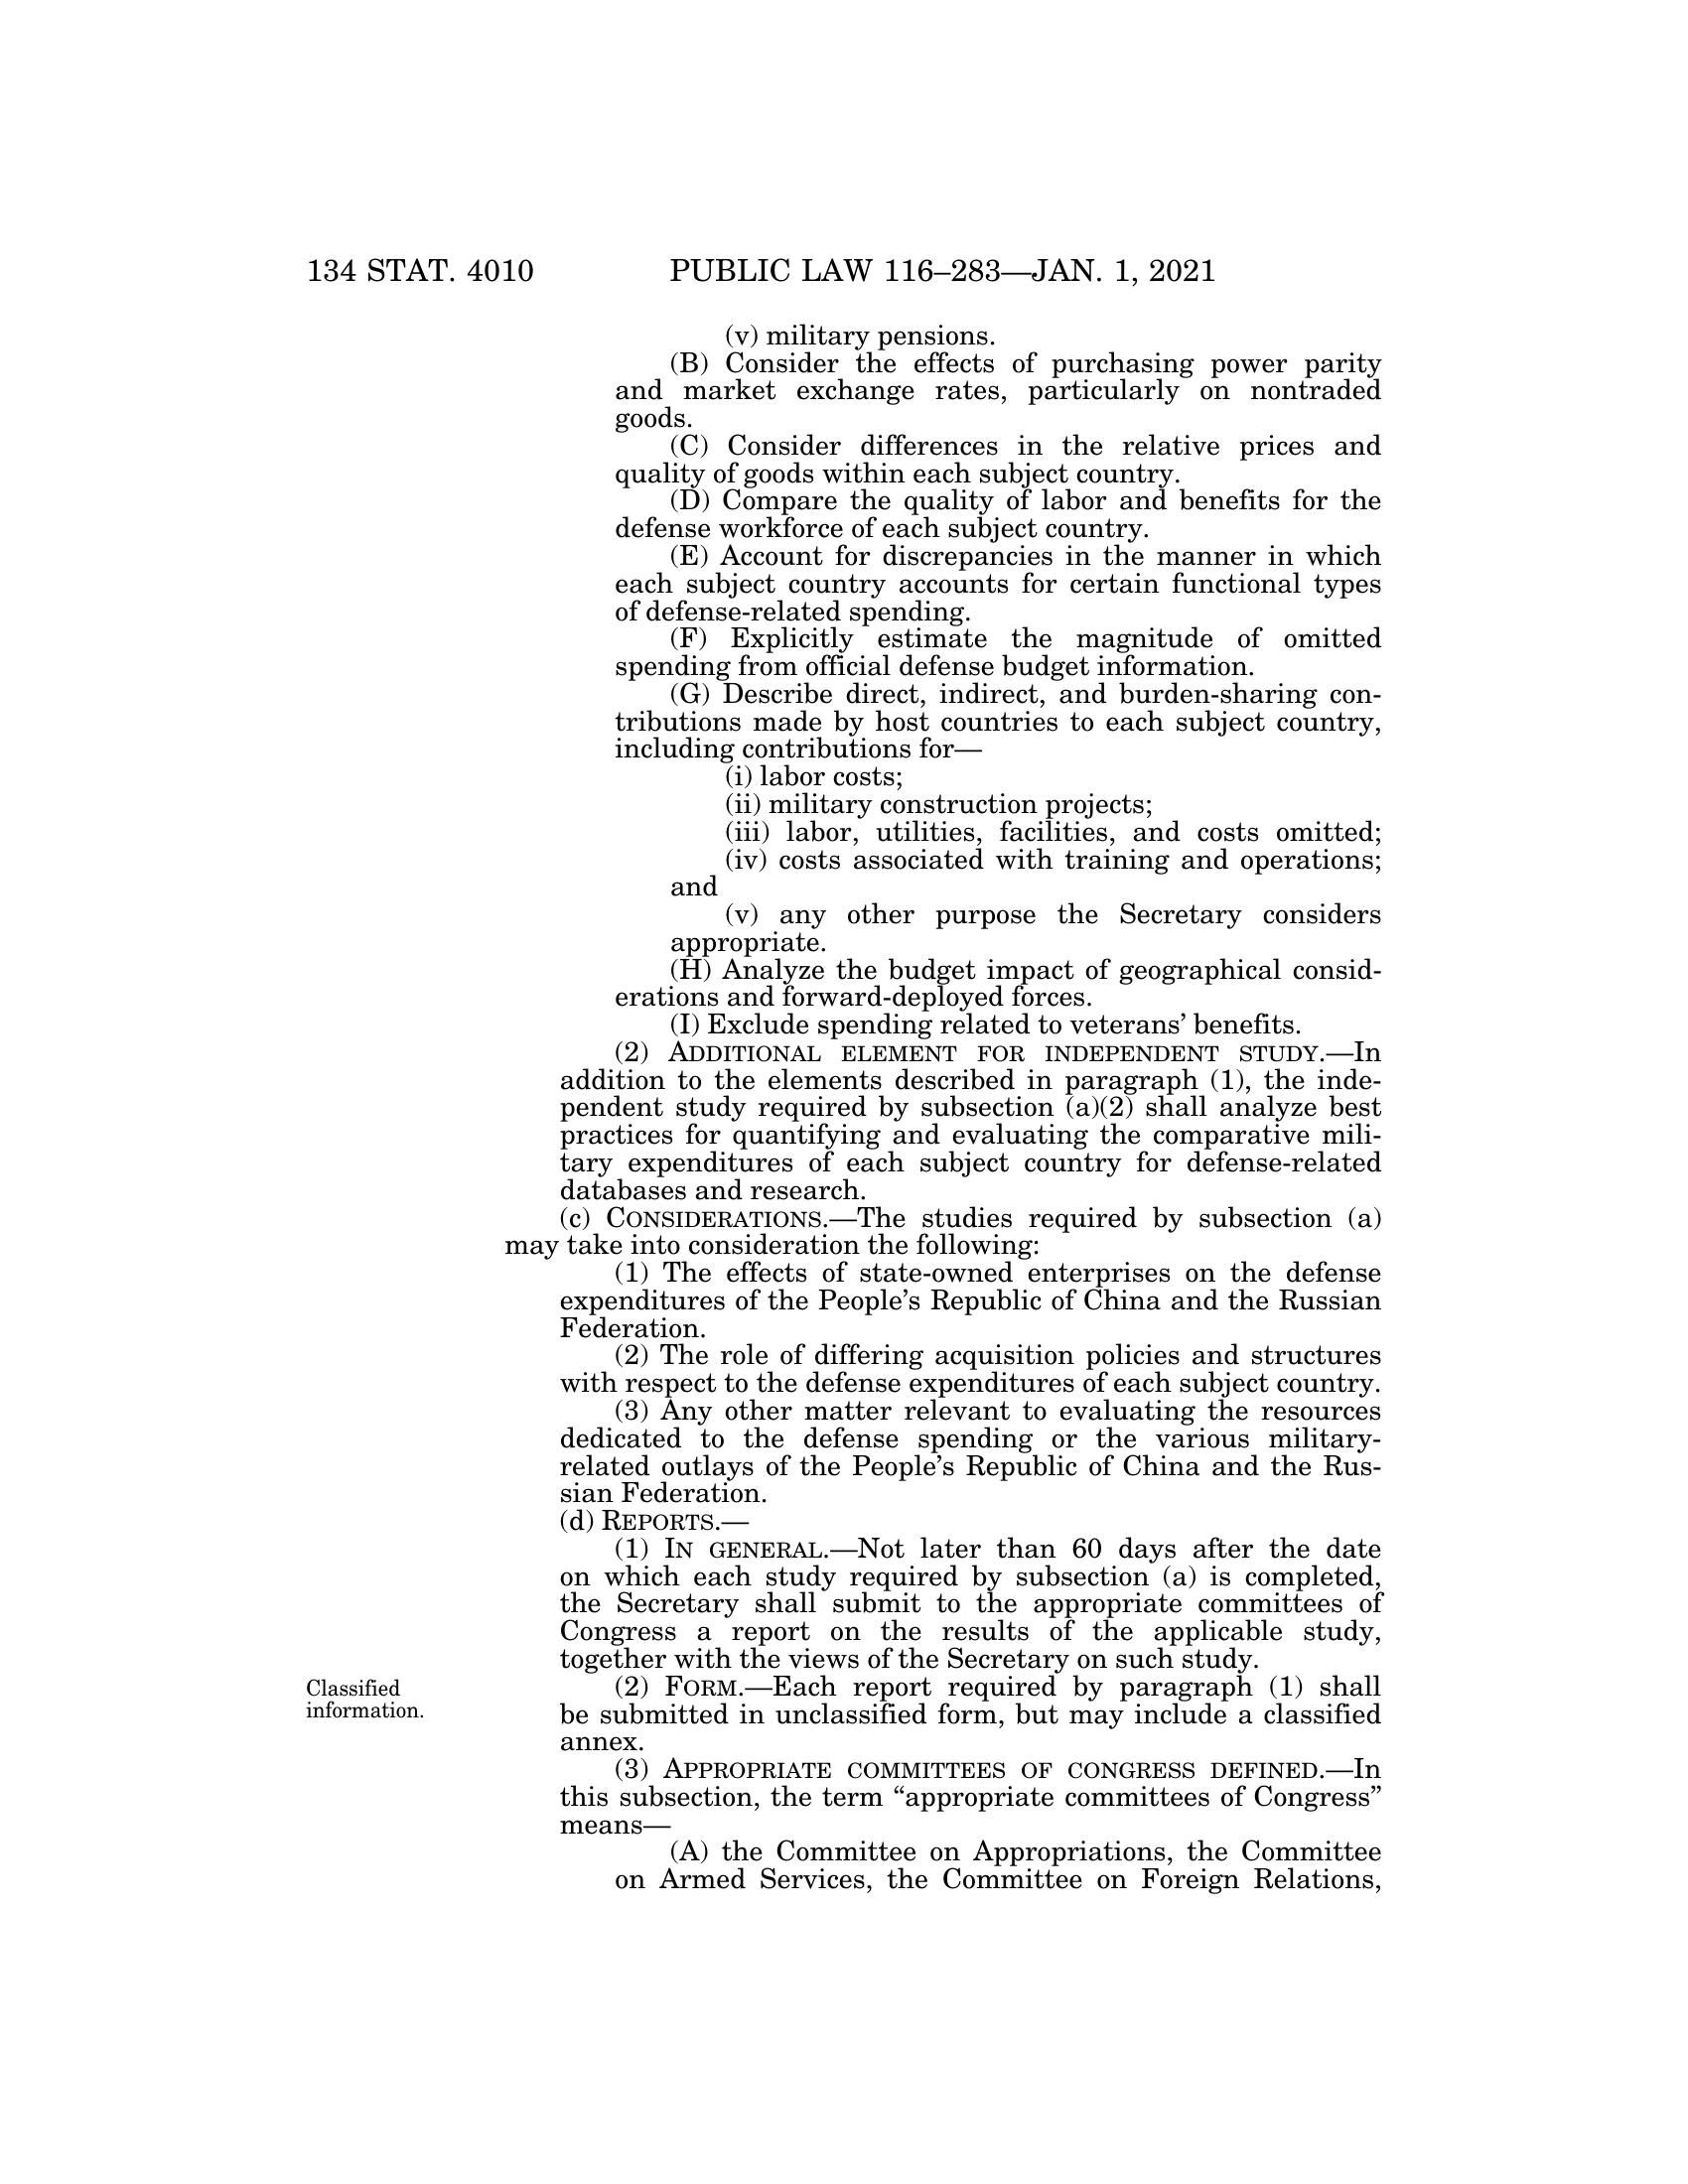 134 STAT. 4010 PUBLIC LAW 116–283—JAN. 1, 2021
(v) military pensions.
(B) Consider the effects of purchasing power parity
and market exchange rates, particularly on nontraded
goods.
(C) Consider differences in the relative prices and
quality of goods within each subject country.
(D) Compare the quality of labor and benefits for the
defense workforce of each subject country.
(E) Account for discrepancies in the manner in which
each subject country accounts for certain functional types
of defense-related spending.
(F) Explicitly estimate the magnitude of omitted
spending from official defense budget information.
(G) Describe direct, indirect, and burden-sharing con-
tributions made by host countries to each subject country,
including contributions for—
(i) labor costs;
(ii) military construction projects;
(iii) labor, utilities, facilities, and costs omitted;
(iv) costs associated with training and operations;
and
(v) any other purpose the Secretary considers
appropriate.
(H) Analyze the budget impact of geographical consid-
erations and forward-deployed forces.
(I) Exclude spending related to veterans’ benefits.
(2) ADDITIONAL ELEMENT FOR INDEPENDENT STUDY.—In
addition to the elements described in paragraph (1), the inde-
pendent study required by subsection (a)(2) shall analyze best
practices for quantifying and evaluating the comparative mili-
tary expenditures of each subject country for defense-related
databases and research.
(c) CONSIDERATIONS.—The studies required by subsection (a)
may take into consideration the following:
(1) The effects of state-owned enterprises on the defense
expenditures of the People’s Republic of China and the Russian
Federation.
(2) The role of differing acquisition policies and structures
with respect to the defense expenditures of each subject country.
(3) Any other matter relevant to evaluating the resources
dedicated to the defense spending or the various military-
related outlays of the People’s Republic of China and the Rus-
sian Federation.
(d) REPORTS.—
(1) IN GENERAL.—Not later than 60 days after the date
on which each study required by subsection (a) is completed,
the Secretary shall submit to the appropriate committees of
Congress a report on the results of the applicable study,
together with the views of the Secretary on such study.
Classified
information.
(2) FORM.—Each report required by paragraph (1) shall
be submitted in unclassified form, but may include a classified
annex.
(3) APPROPRIATE COMMITTEES OF CONGRESS DEFINED.—In
this subsection, the term “appropriate committees of Congress”
means—
(A) the Committee on Appropriations, the Committee
on Armed Services, the Committee on Foreign Relations,